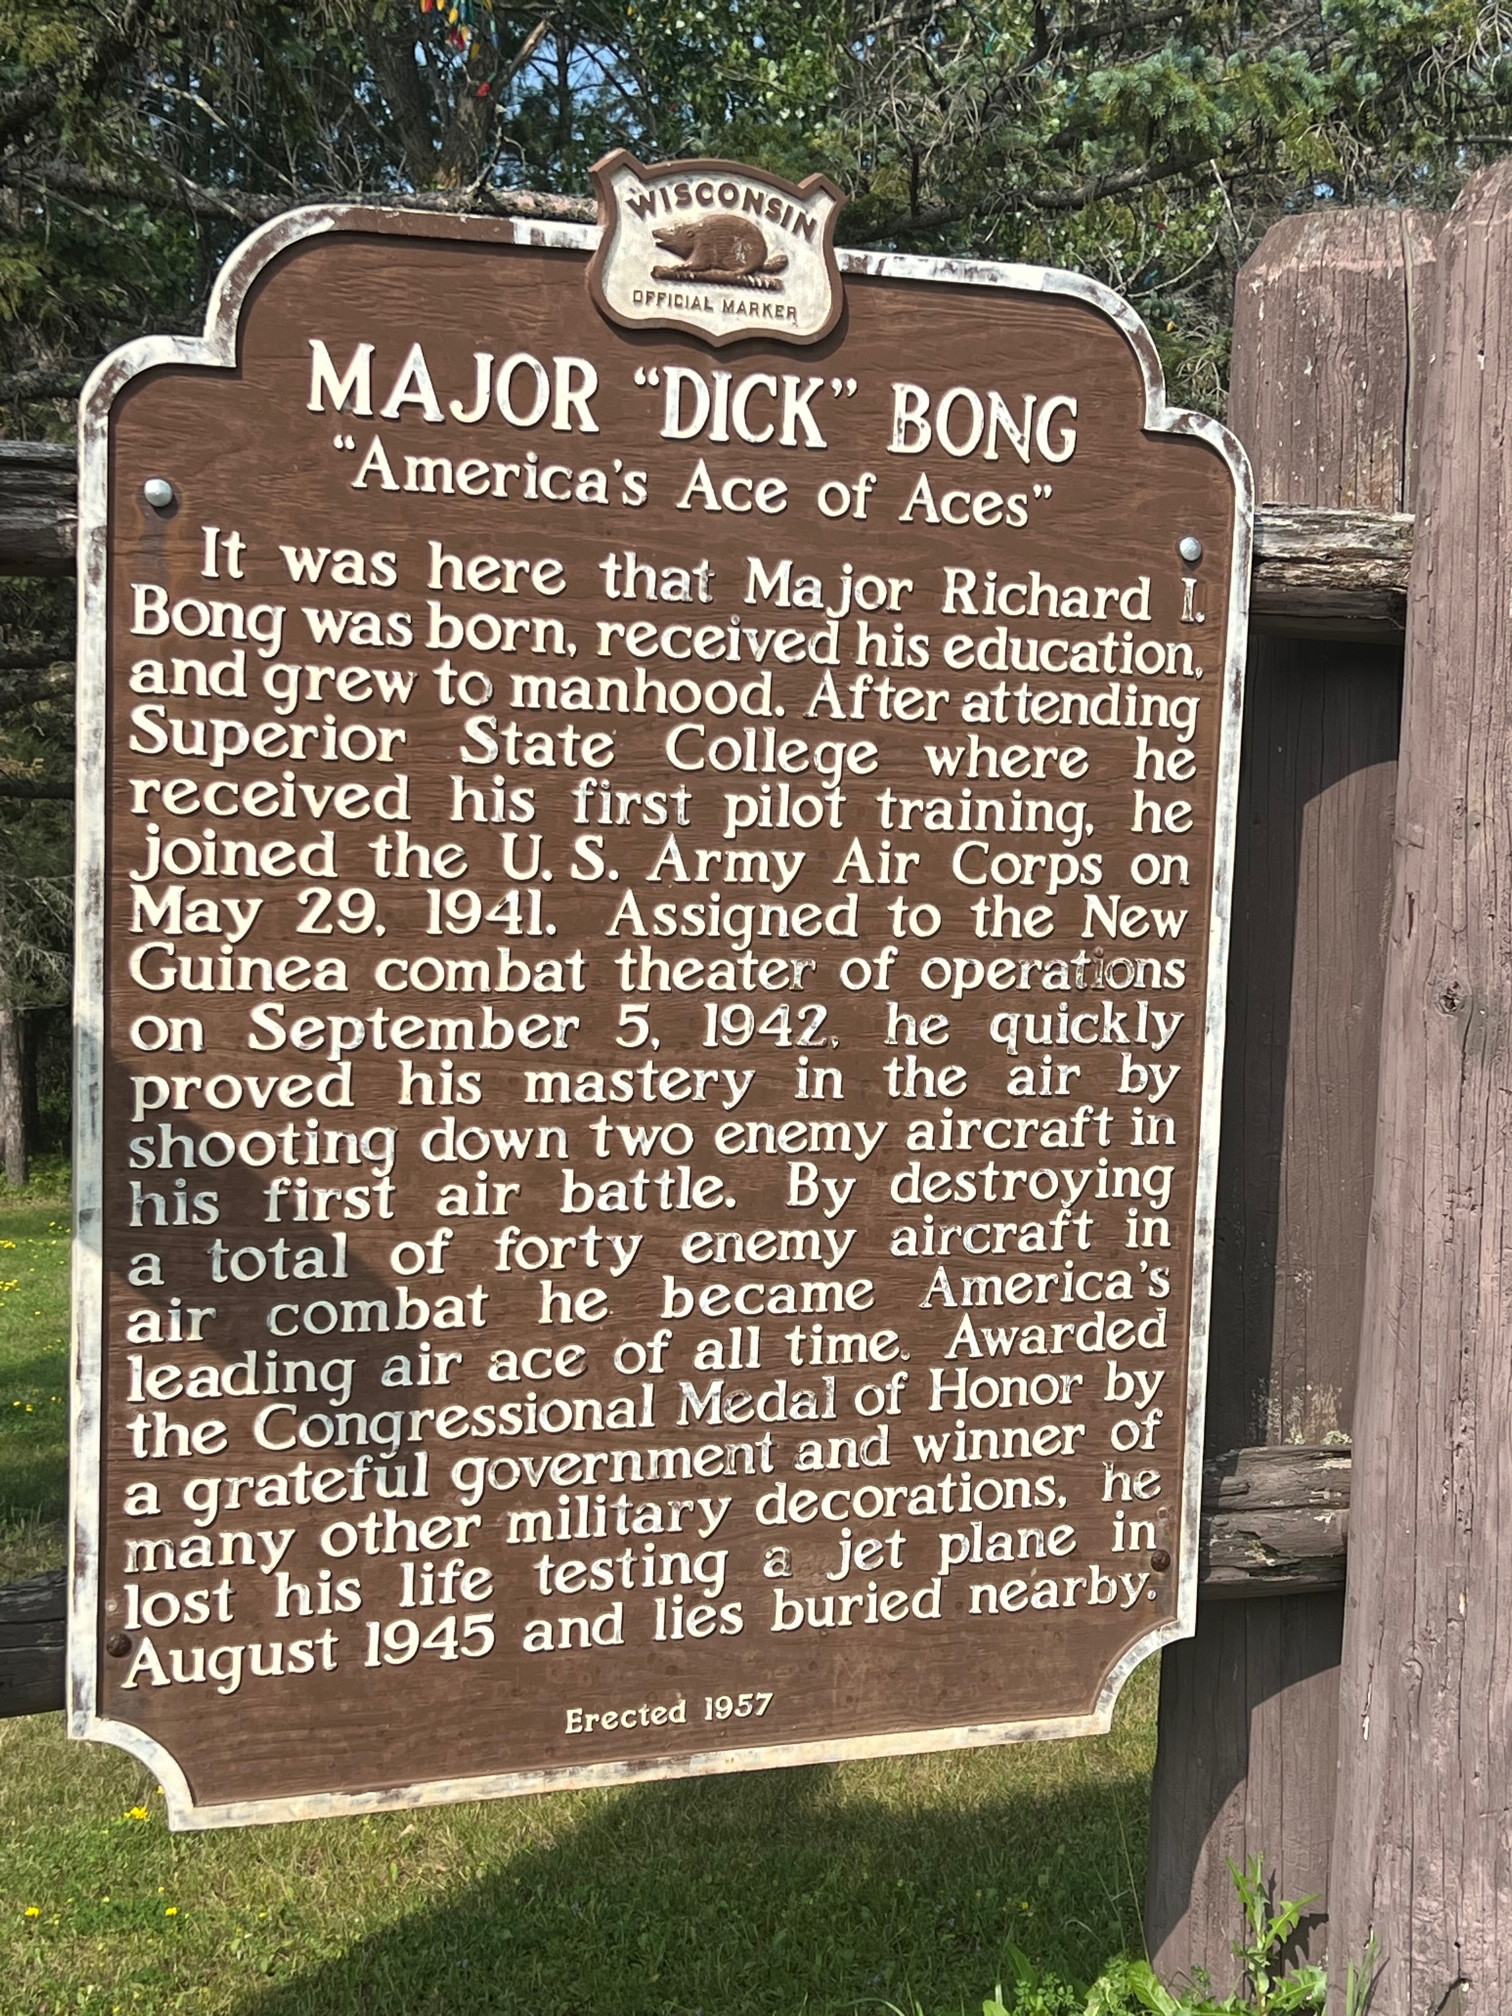 WISCONSIN
OFFICIAL MARKER
MAJOR “DICK” BONG
“America's Ace of Aces”
It was here that Major Richard I.
Bong was born, received his education,
and grew to manhood. After attending
Superior State College where he
received his first pilot training, he
joined the U. S. Army Air Corps on
May 29, 1941. Assigned to the New
Guinea combat theater of operations
on September 5, 1942, he quickly
proved his mastery in the air by
shooting down two enemy aircraft in
his first air battle. By destroying
a total of forty enemy aircraft in
air combat he became America's
leading air ace of all time. Awarded
the Congressional Medal of Honor by
a grateful government and winner of
many other military decorations, he
lost his life testing a jet plane in
August 1945 and lies buried nearby.
Erected 1957